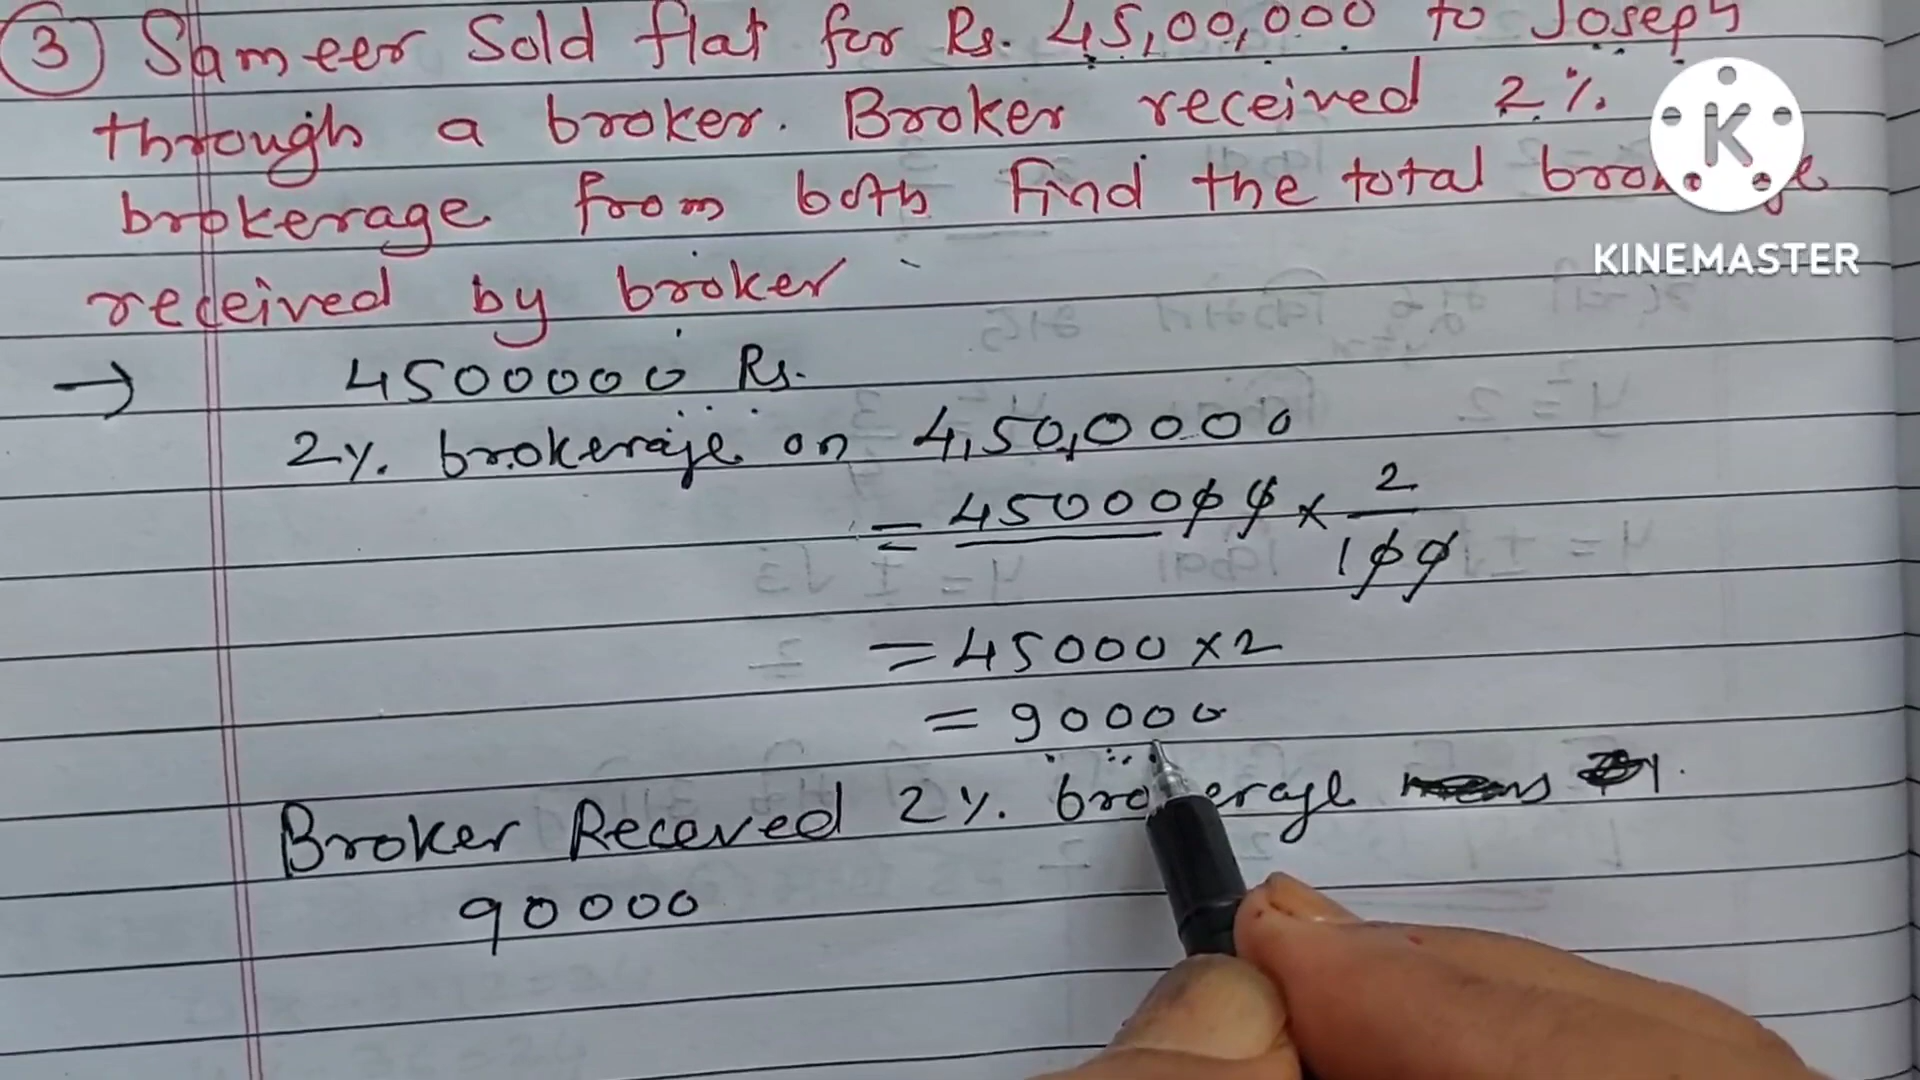 3 Sameer Sold flat for Rs. 45,00,000 to Joseph
through a broker. Broker received 2%.
brokerage from both Find the total
received by broker
K
KINEMASTER
→ 4500000 Rs.
2%. brokeraje on 4,50,0000
= 4500000 × 2/100
= 45000 × 2
= 90000
Broker Receved 2%.
90000